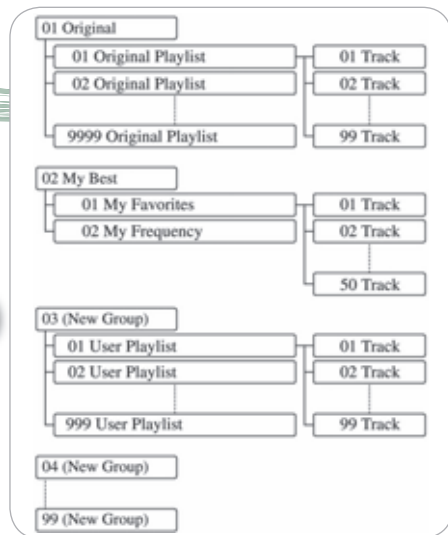 01 Original
01 Original Playlist 01 Track
02 Original Playlist 02 Track
9999 Original Playlist 99 Track
02 My Best
01 My Favorites 01 Track
02 My Frequency 02 Track
50 Track
03 (New Group)
01 User Playlist 01 Track
02 User Playlist 02 Track
999 User Playlist 99 Track
04 (New Group)
99 (New Group)